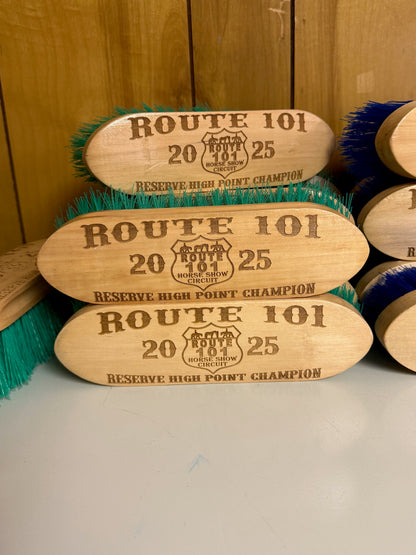 ROUTE 101
20 25
ROUTE
101
HORSE SHOW
CIRCUIT
RESERVE HIGH POINT CHAMPION
ROUTE 101
20 25
ROUTE
101
HORSE SHOW
CIRCUIT
RESERVE HIGH POINT CHAMPION
ROUTE 101
20 25
ROUTE
101
HORSE SHOW
CIRCUIT
RESERVE HIGH POINT CHAMPION